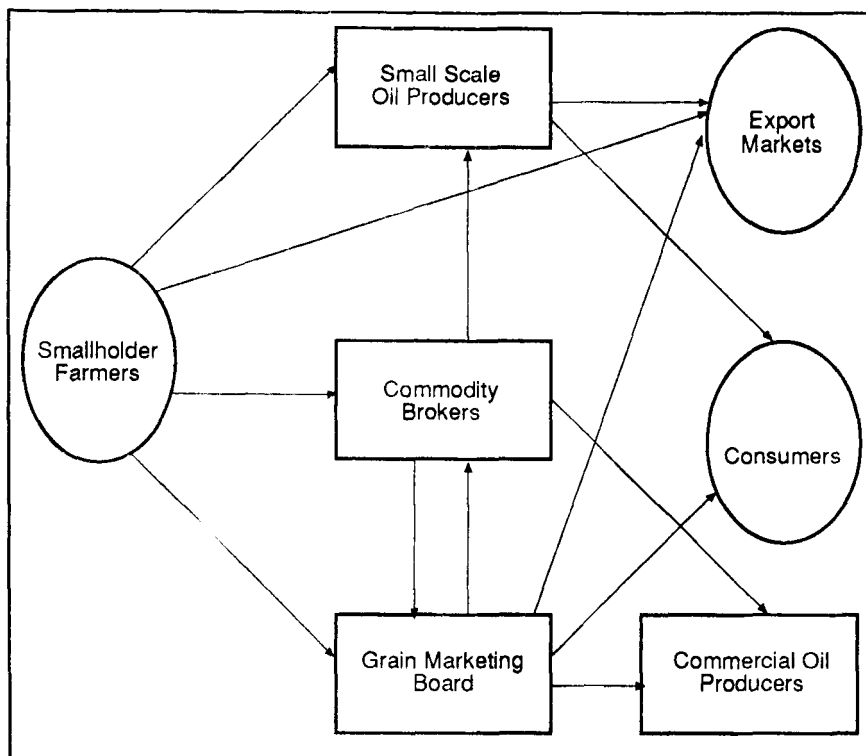 Small Scale
Oil Producers
Export
Markets
Smallholder
Farmers
Commodity
Brokers
Consumers
Grain Marketing
Board
Commercial Oil
Producers